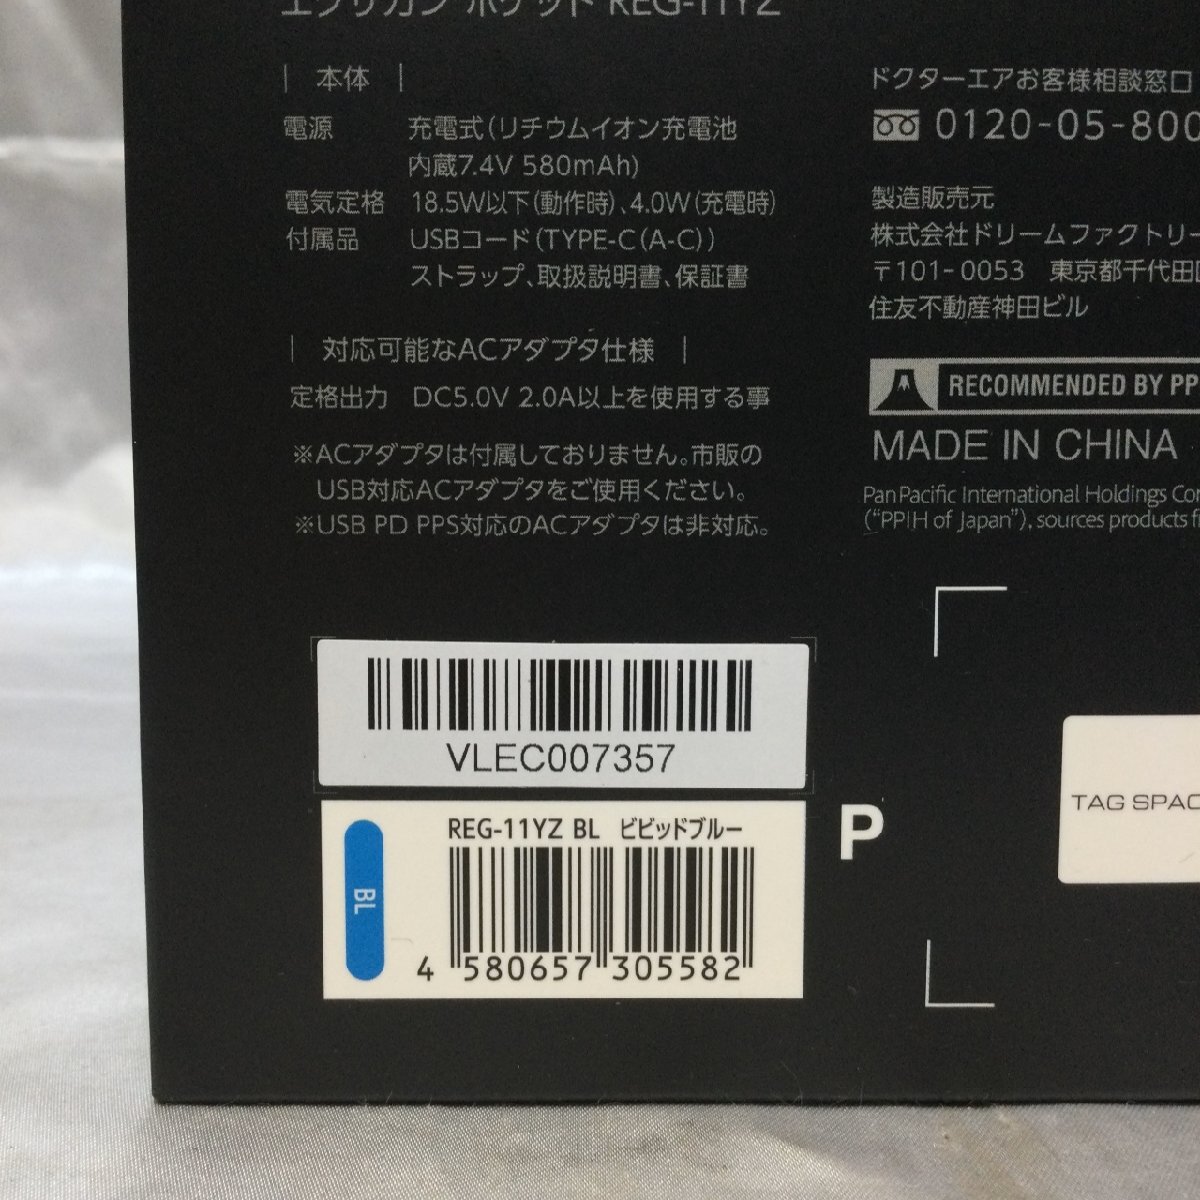 エクサガン ポケット REG-11YZ
| 本体 |
電源 充電式(リチウムイオン充電池
内蔵7.4V 580mAh)
電気定格 18.5W以下(動作時)、4.0W(充電時)
付属品 USBコード(TYPE-C(A-C))
ストラップ、取扱説明書、保証書
| 対応可能なACアダプタ仕様 |
定格出力 DC5.0V 2.0A以上を使用する事
※ACアダプタは付属しておりません。市販の
USB対応ACアダプタをご使用ください。
※USB PD PPS対応のACアダプタは非対応。
ドクターエアお客様相談窓口
0120-05-800
製造販売元
株式会社ドリームファクトリー
〒101-0053 東京都千代田
住友不動産神田ビル
RECOMMENDED BY PP
MADE IN CHINA
Pan Pacific International Holdings Cor
("PPIH of Japan"), sources products f
VLEC007357
REG-11YZ BL ビビッドブルー
BL
4 580657 305582
P
TAG SPAC